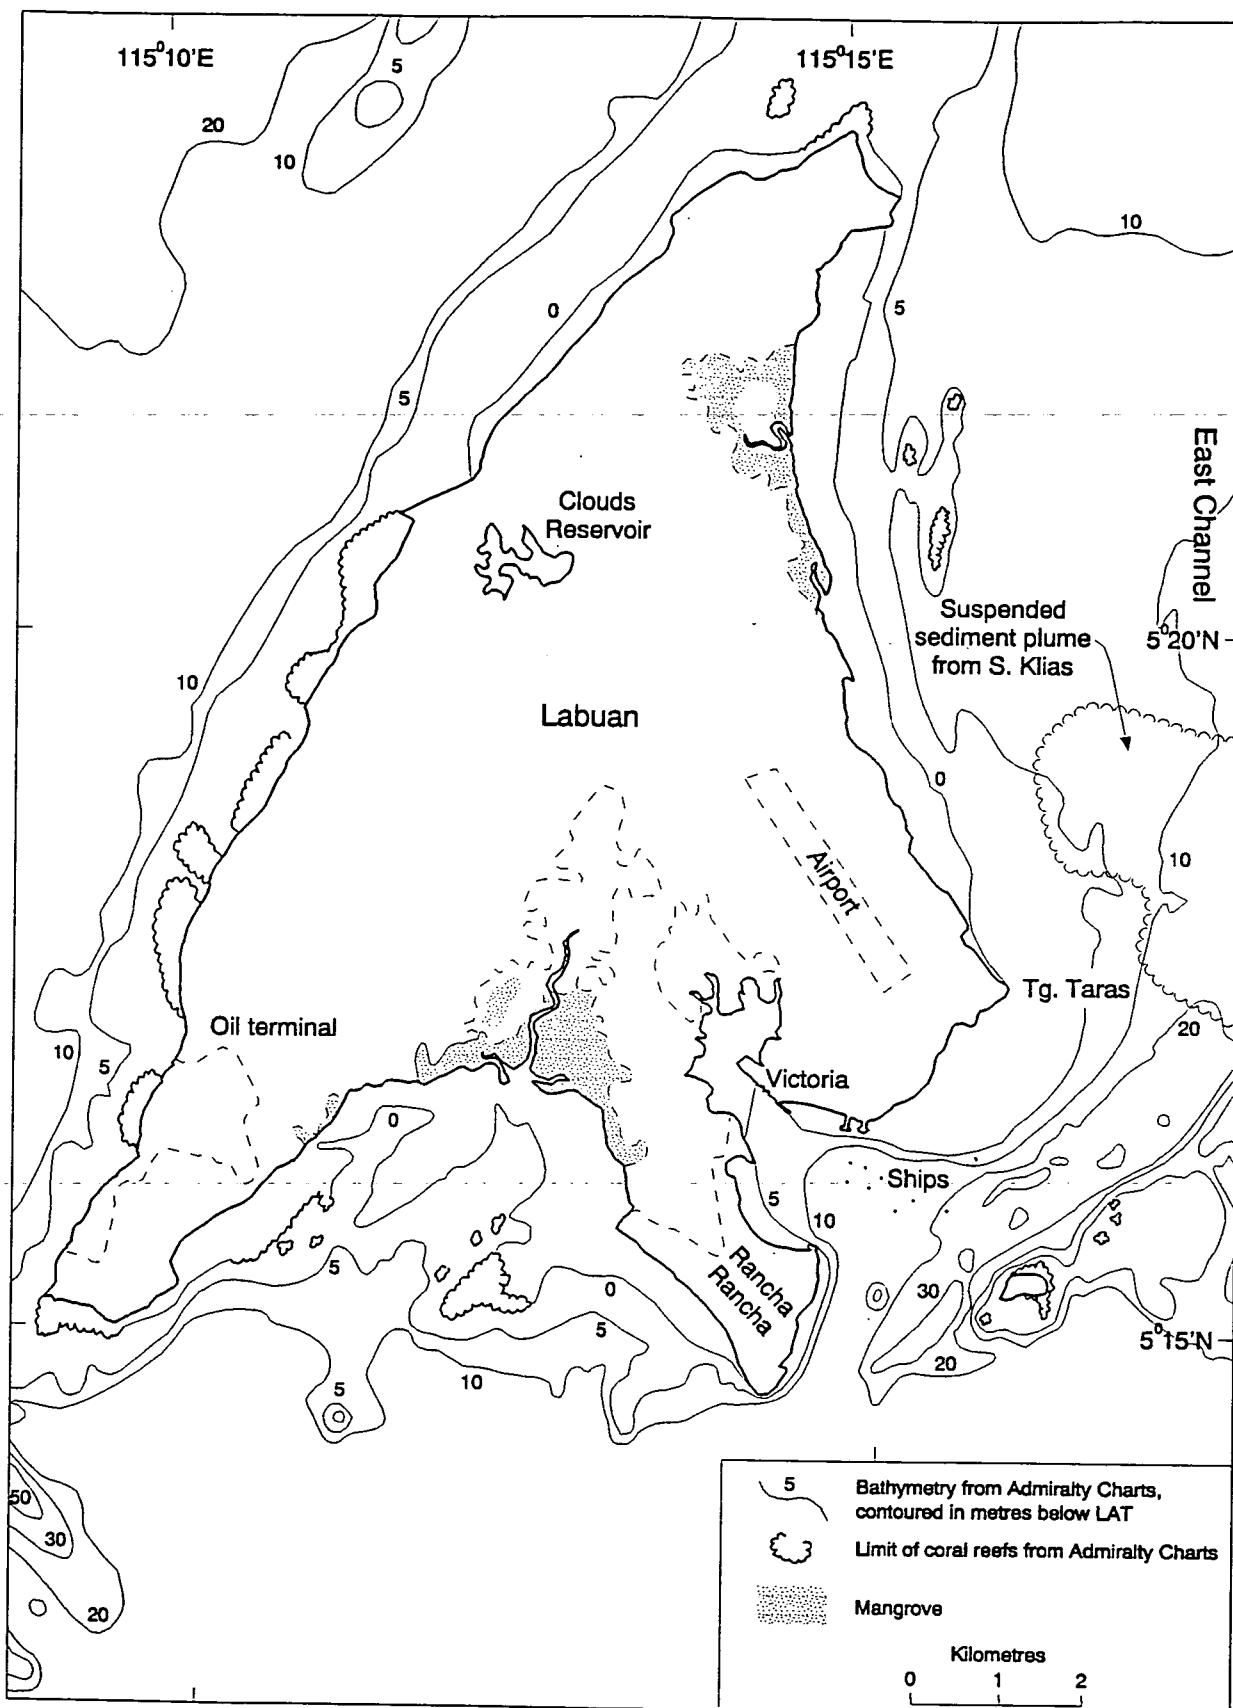 115°10'E
5
115°15'E
20
10
10
0
5
5
East Channel
Clouds
Reservoir
Suspended
sediment plume
from S. Klias
5°20'N
10
Labuan
0
Airport
10
Tg. Taras
20
Oil terminal
10
5
Victoria
0
Ships
5
10
Rancha
Rancha
5
0
30
5
20
5°15'N
10
5
50
30
20
5
Bathymetry from Admiralty Charts,
contoured in metres below LAT
Limit of coral reefs from Admiralty Charts
Mangrove
Kilometres
0 1 2